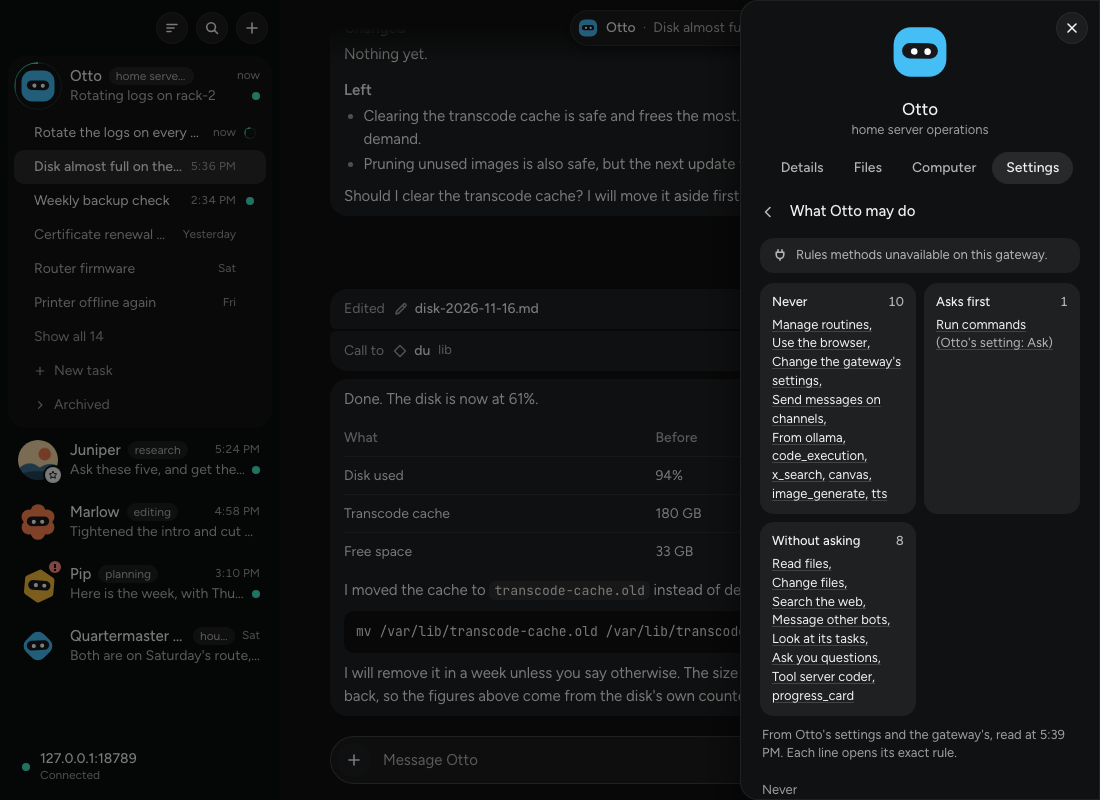 Otto
home serve...
now
Rotating logs on rack-2
Rotate the logs on every ...
now
Disk almost full on the...
5:36 PM
Weekly backup check
2:34 PM
Certificate renewal ...
Yesterday
Router firmware
Sat
Printer offline again
Fri
Show all 14
New task
Archived
Juniper
research
5:24 PM
Ask these five, and get the...
Marlow
editing
4:58 PM
Tightened the intro and cut ...
Pip
planning
3:10 PM
Here is the week, with Thu...
Quartermaster ...
hou...
Sat
Both are on Saturday's route,...
127.0.0.1:18789
Connected
Otto · Disk almost fu
Changed
Nothing yet.
Left
Clearing the transcode cache is safe and frees the most.
demand.
Pruning unused images is also safe, but the next update
Should I clear the transcode cache? I will move it aside first
Edited
disk-2026-11-16.md
Call to
du lib
Done. The disk is now at 61%.
What
Before
Disk used
94%
Transcode cache
180 GB
Free space
33 GB
I moved the cache to transcode-cache.old instead of de
mv /var/lib/transcode-cache.old /var/lib/transcod
I will remove it in a week unless you say otherwise. The size
back, so the figures above come from the disk's own count
Message Otto
Otto
home server operations
Details
Files
Computer
Settings
What Otto may do
Rules methods unavailable on this gateway.
Never
10
Manage routines,
Use the browser,
Change the gateway's
settings,
Send messages on
channels,
From ollama,
code_execution,
x_search, canvas,
image_generate, tts
Asks first
1
Run commands
(Otto's setting: Ask)
Without asking
8
Read files,
Change files,
Search the web,
Message other bots,
Look at its tasks,
Ask you questions,
Tool server coder,
progress_card
From Otto's settings and the gateway's, read at 5:39
PM. Each line opens its exact rule.
Never